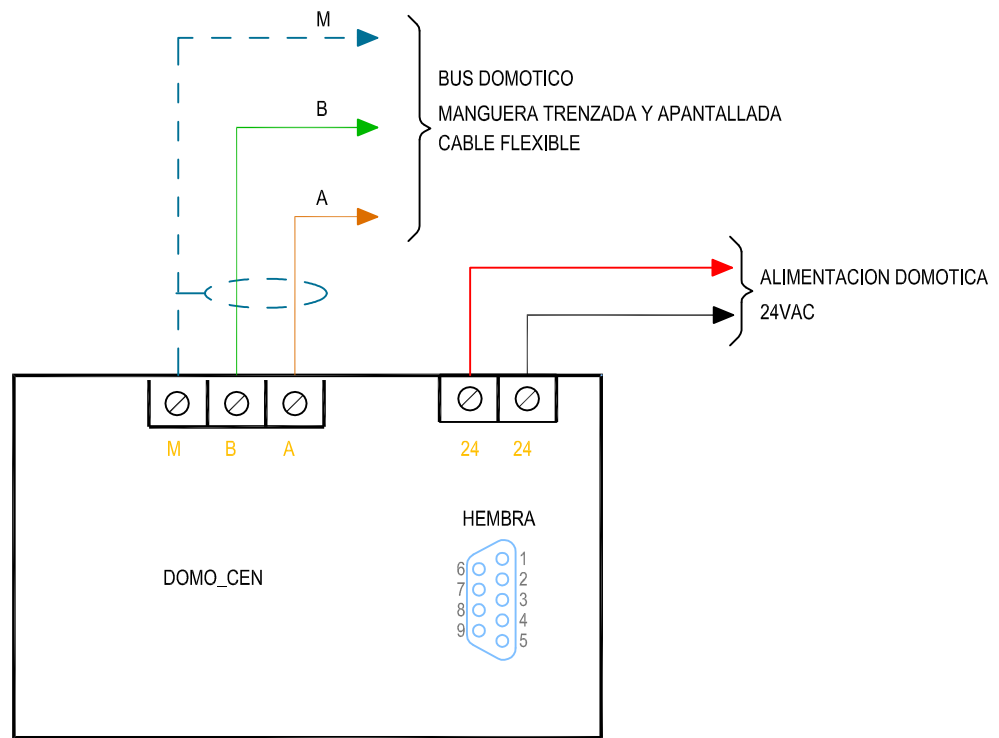 M
BUS DOMOTICO
B
MANGUERA TRENZADA Y APANTALLADA
CABLE FLEXIBLE
A
ALIMENTACION DOMOTICA
24VAC
M B A 24 24
HEMBRA
DOMO_CEN
1
6
2
7
3
8
4
9
5